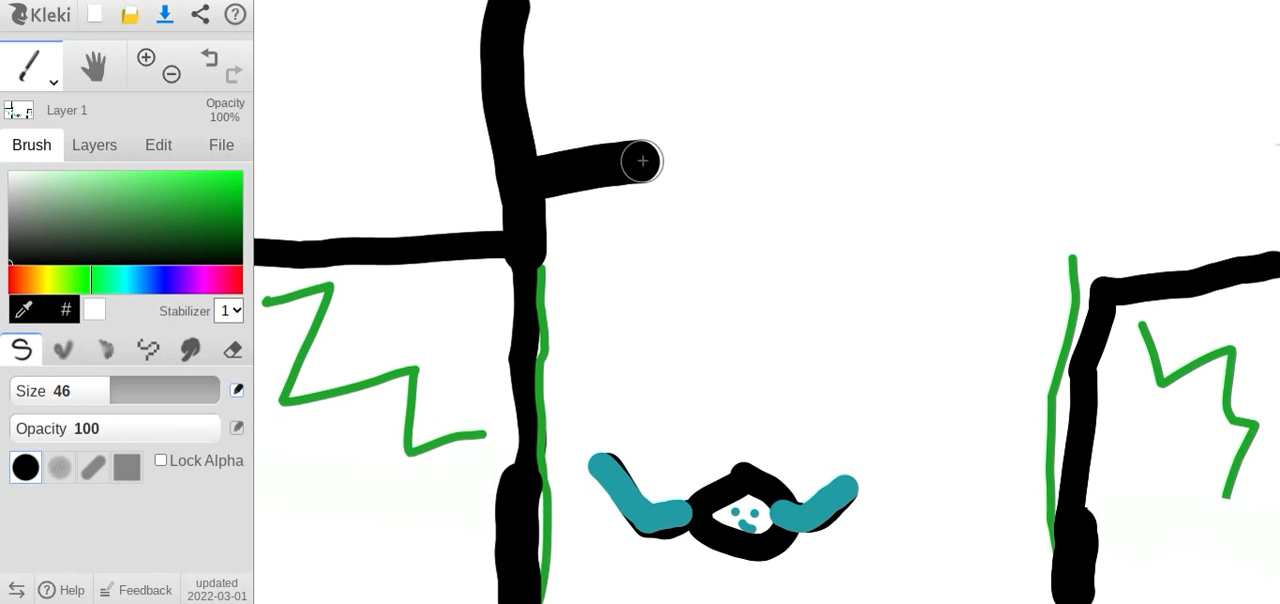 Kleki
Layer 1
Opacity
100%
Brush
Layers
Edit
File
#
Stabilizer 1
Size 46
Opacity 100
Lock Alpha
Help
Feedback
updated
2022-03-01